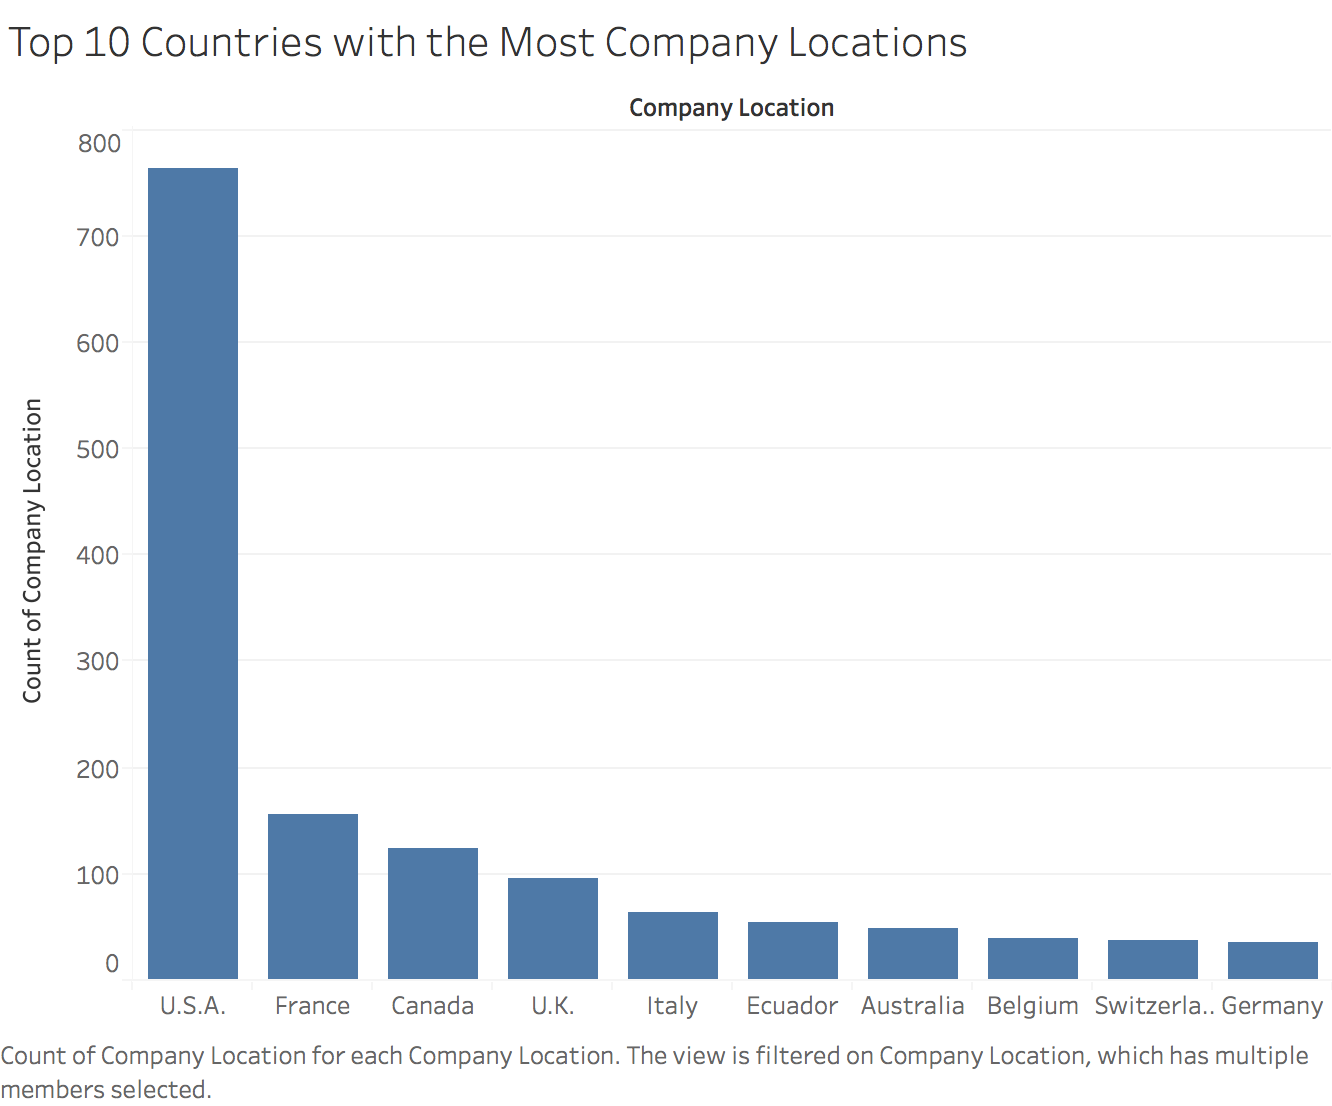 Top 10 Countries with the Most Company Locations
Company Location
800
700
600
500
400
300
200
100
0
Count of Company Location
U.S.A. France Canada U.K. Italy Ecuador Australia Belgium Switzerla.. Germany
Count of Company Location for each Company Location. The view is filtered on Company Location, which has multiple
members selected.